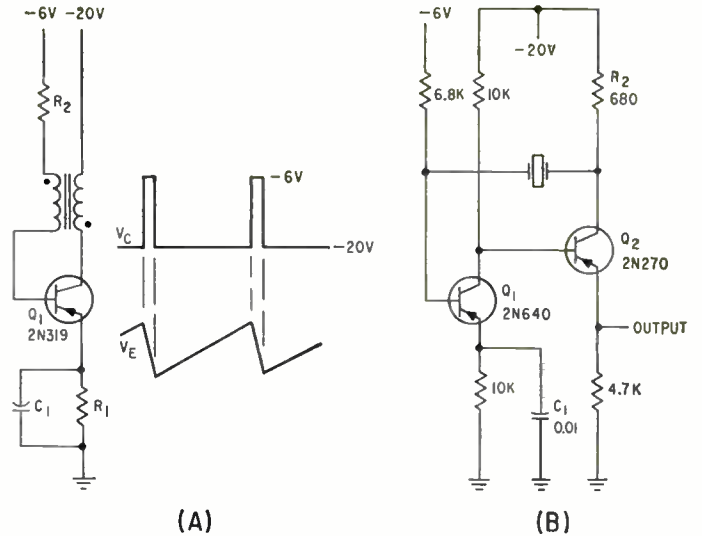 -6V -20V
R2
VC
-6V
-20V
Q1
2N319
VE
C1
R1
(A)
-6V
-20V
6.8K
10K
R2
680
Q2
2N270
Q1
2N640
OUTPUT
10K
C1
0.01
4.7K
(B)